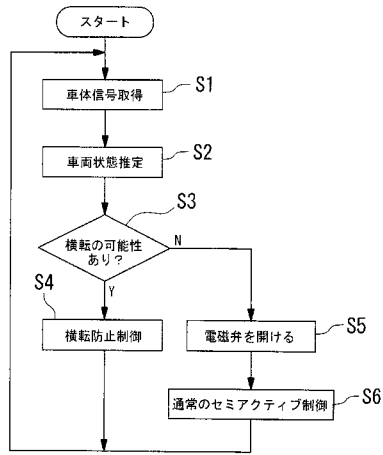 スタート
車体信号取得
S1
車両状態推定
S2
S3
横転の可能性
あり？
N
Y
S4
横転防止制御
電磁弁を開ける
S5
通常のセミアクティブ制御
S6